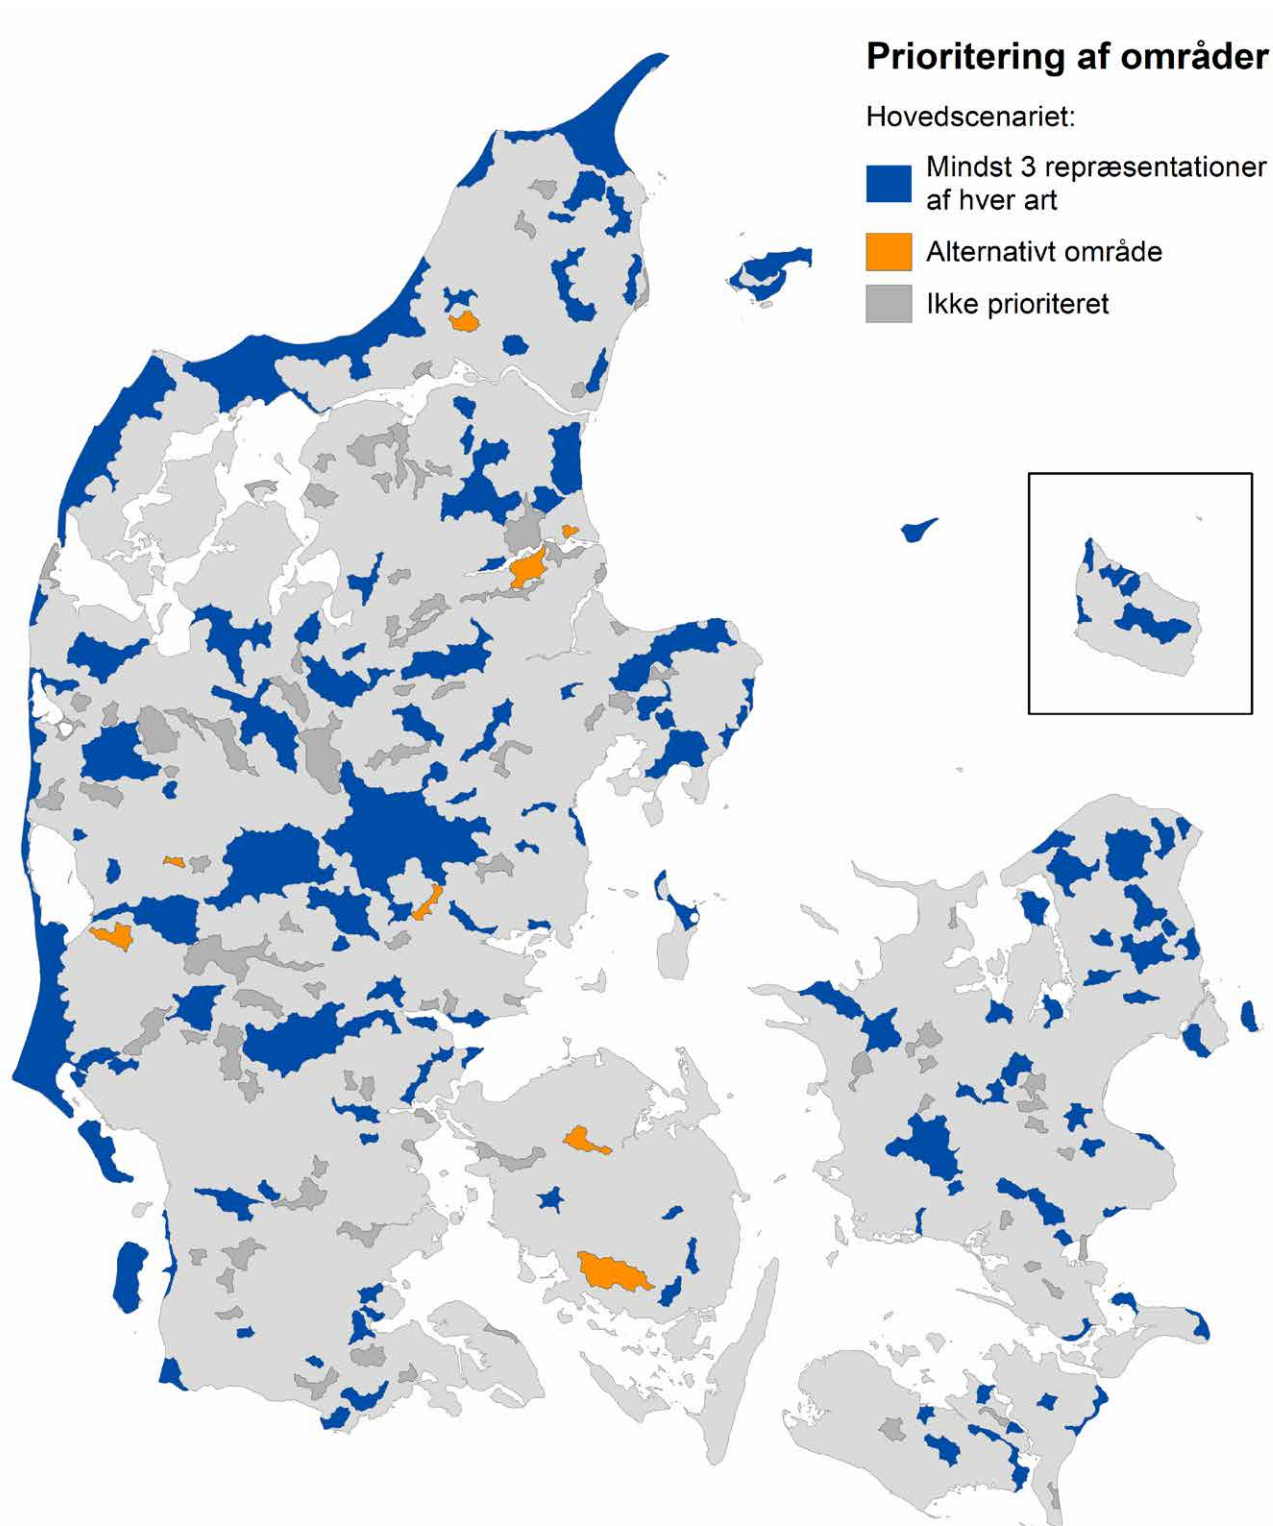 Prioritering af områder
Hovedscenariet:
Mindst 3 repræsentationer
af hver art
Alternativt område
Ikke prioriteret